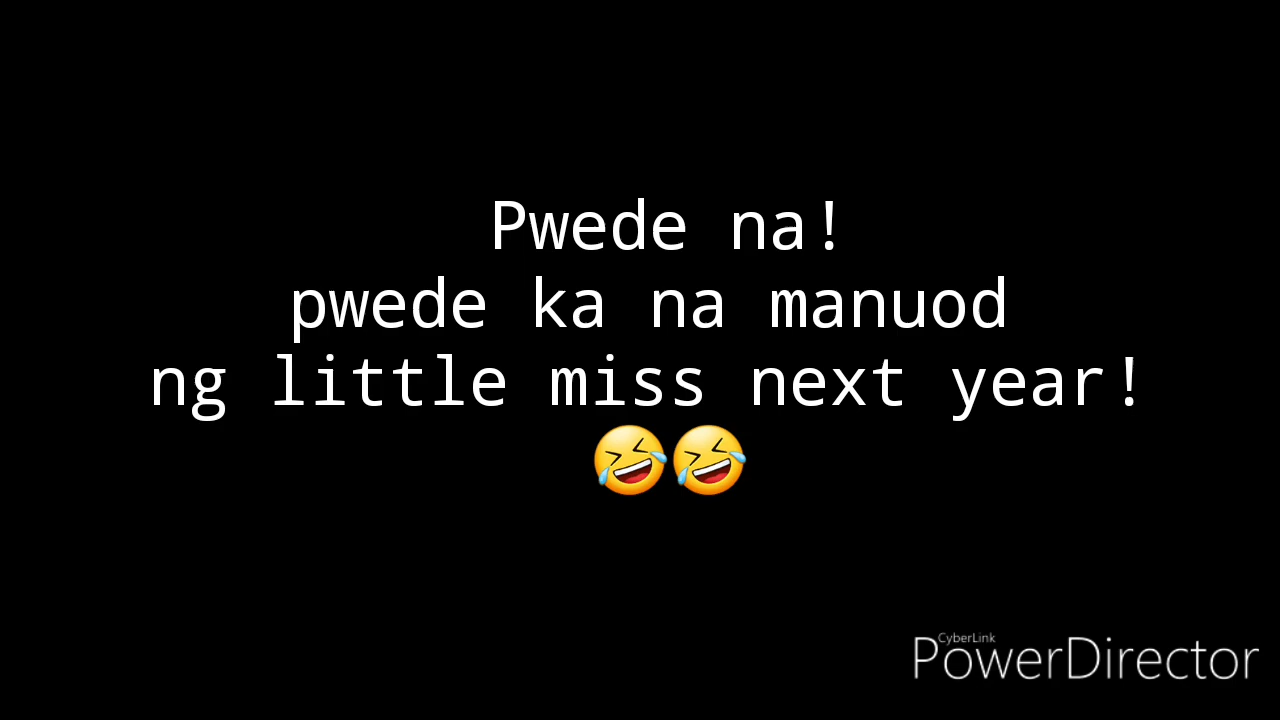 Pwede na!
pwede ka na manuod
ng little miss next year!
🤣🤣
CyberLink
PowerDirector